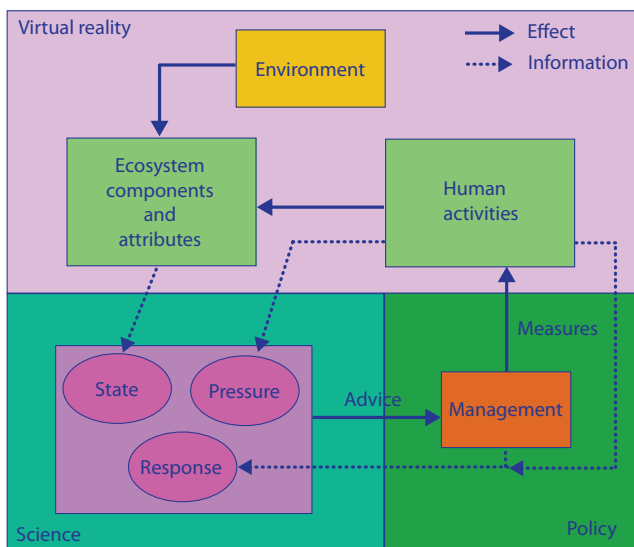 Virtual reality
Effect
Information
Environment
Ecosystem
components
and
attributes
Human
activities
Measures
State
Pressure
Advice
Management
Response
Science
Policy